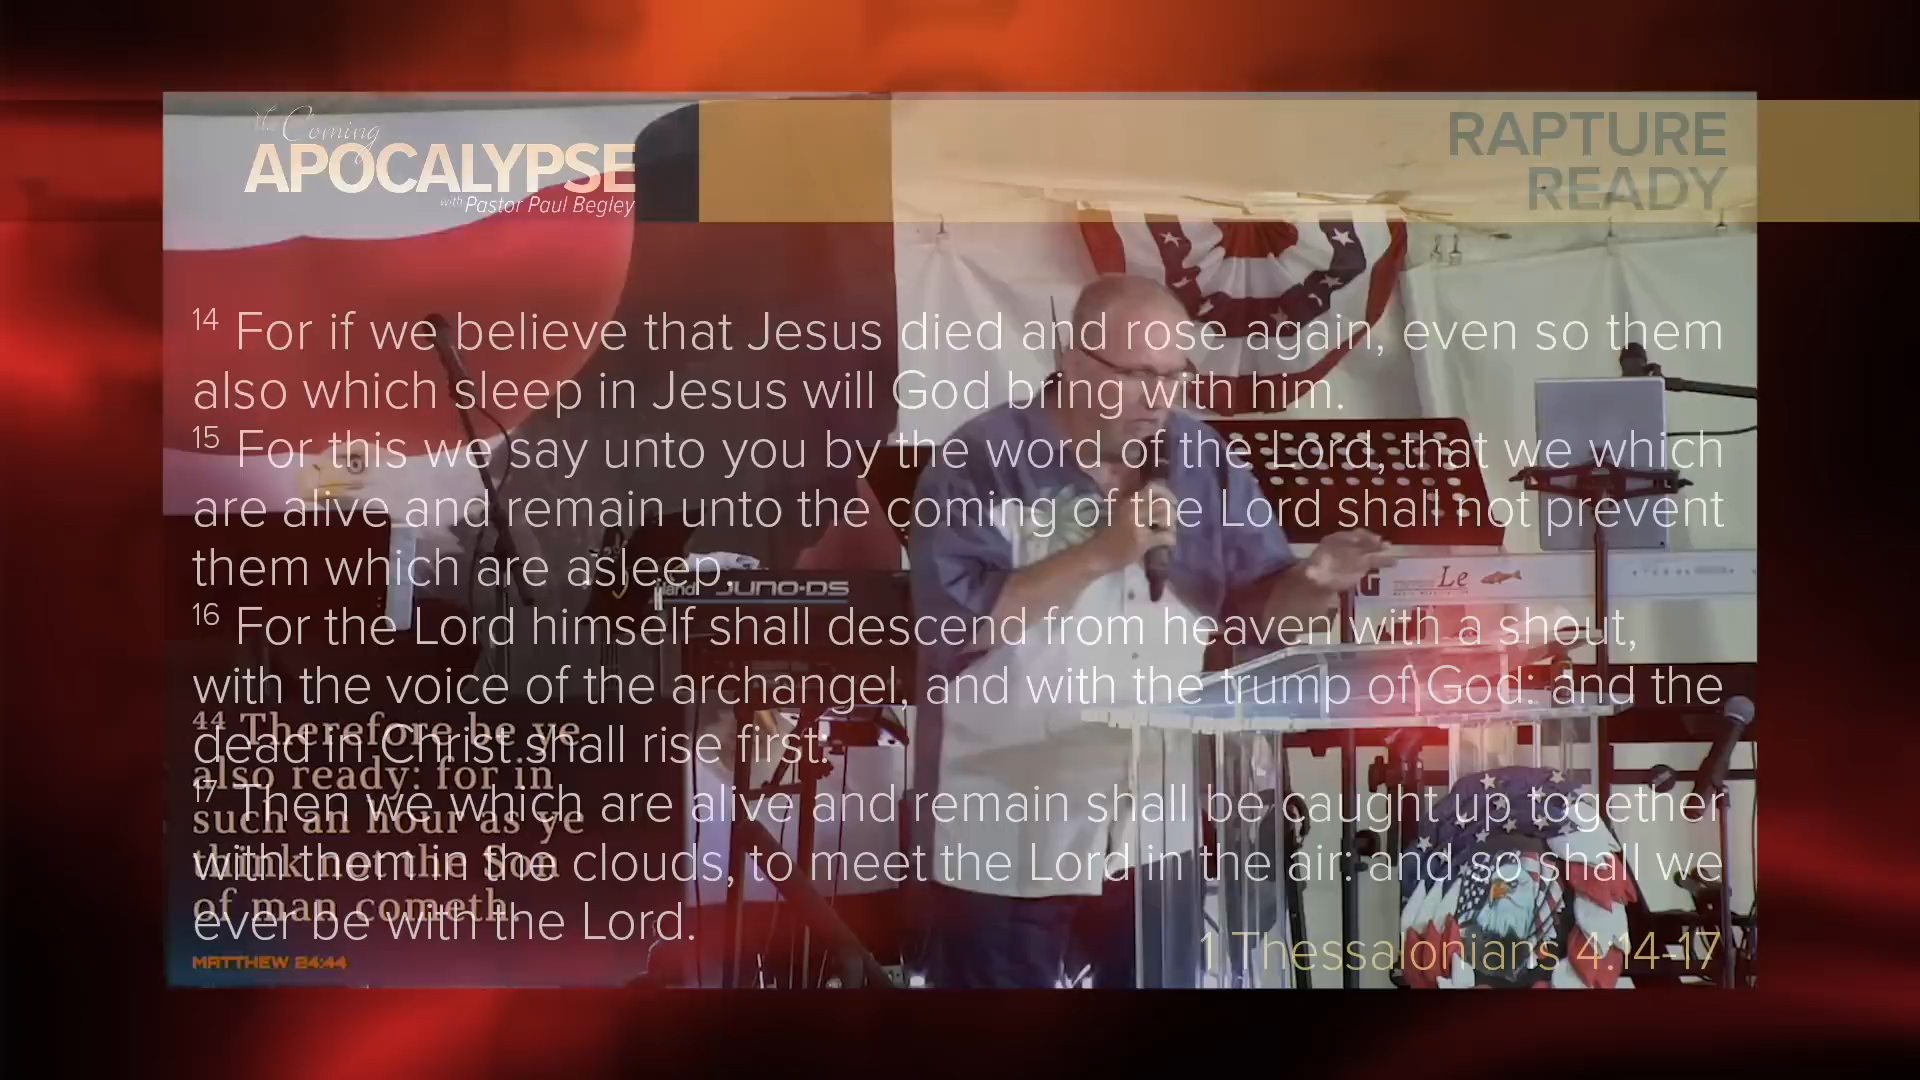 The Coming
APOCALYPSE
with Pastor Paul Begley
RAPTURE
READY
14 For if we believe that Jesus died and rose again, even so them
also which sleep in Jesus will God bring with him.
15 For this we say unto you by the word of the Lord, that we which
are alive and remain unto the coming of the Lord shall not prevent
them which are asleep.
16 For the Lord himself shall descend from heaven with a shout,
with the voice of the archangel, and with the trump of God: and the
dead in Christ shall rise first:
17 Then we which are alive and remain shall be caught up together
with them in the clouds, to meet the Lord in the air: and so shall we
ever be with the Lord.
1 Thessalonians 4:14-17
44 Therefore be ye
also ready: for in
such an hour as ye
think not the Son
of man cometh.
MATTHEW 24:44
JUNO-DS
Le